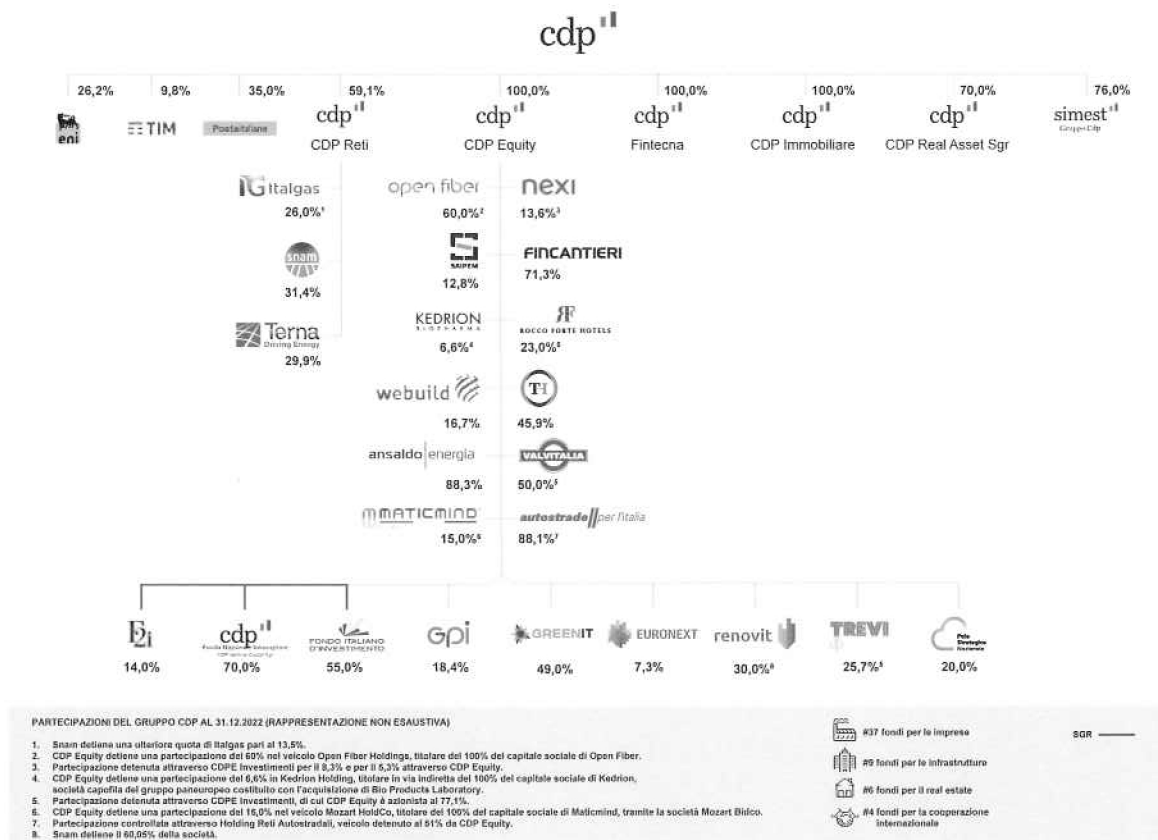 cdp
26,2% 9,8% 35,0% 59,1% 100,0% 100,0% 100,0% 70,0% 76,0%
eni TIM Posteitaliane cdp cdp cdp cdp cdp simest
Gruppo Cdp
CDP Reti CDP Equity Fintecna CDP Immobiliare CDP Real Asset Sgr
Italgas open fiber nexi
26,0%¹ 60,0%² 13,6%³
snam SAIPEM FINCANTIERI
31,4% 12,8% 71,3%
KEDRION RF
BIOPHARMA ROCCO FORTE HOTELS
Terna 6,6%⁴ 23,0%⁵
Driving Energy
29,9%
webuild TH
16,7% 45,9%
ansaldo energia VALVITALIA
88,3% 50,0%⁵
MATICMIND autostrade per l'italia
15,0%⁶ 88,1%⁷
F2i cdp FONDO ITALIANO D'INVESTIMENTO GPI GREENIT EURONEXT renovit TREVI Polo Strategico Nazionale
14,0% 70,0% 55,0% 18,4% 49,0% 7,3% 30,0%⁸ 25,7%⁵ 20,0%
PARTECIPAZIONI DEL GRUPPO CDP AL 31.12.2022 (RAPPRESENTAZIONE NON ESAUSTIVA)
1. Snam detiene una ulteriore quota di Italgas pari al 13,5%.
2. CDP Equity detiene una partecipazione del 60% nel veicolo Open Fiber Holdings, titolare del 100% del capitale sociale di Open Fiber.
3. Partecipazione detenuta attraverso CDPE Investimenti per il 8,3% e per il 5,3% attraverso CDP Equity.
4. CDP Equity detiene una partecipazione del 6,6% in Kedrion Holding, titolare in via indiretta del 100% del capitale sociale di Kedrion,
società capofila del gruppo paneuropeo costituito con l'acquisizione di Bio Products Laboratory.
5. Partecipazione detenuta attraverso CDPE Investimenti, di cui CDP Equity è azionista al 77,1%.
6. CDP Equity detiene una partecipazione del 15,0% nel veicolo Mozart HoldCo, titolare del 100% del capitale sociale di Maticmind, tramite la società Mozart Bidco.
7. Partecipazione controllata attraverso Holding Reti Autostradali, veicolo detenuto al 51% da CDP Equity.
8. Snam detiene il 60,05% della società.
#37 fondi per le imprese
#9 fondi per le infrastrutture
#6 fondi per il real estate
#4 fondi per la cooperazione
internazionale
SGR